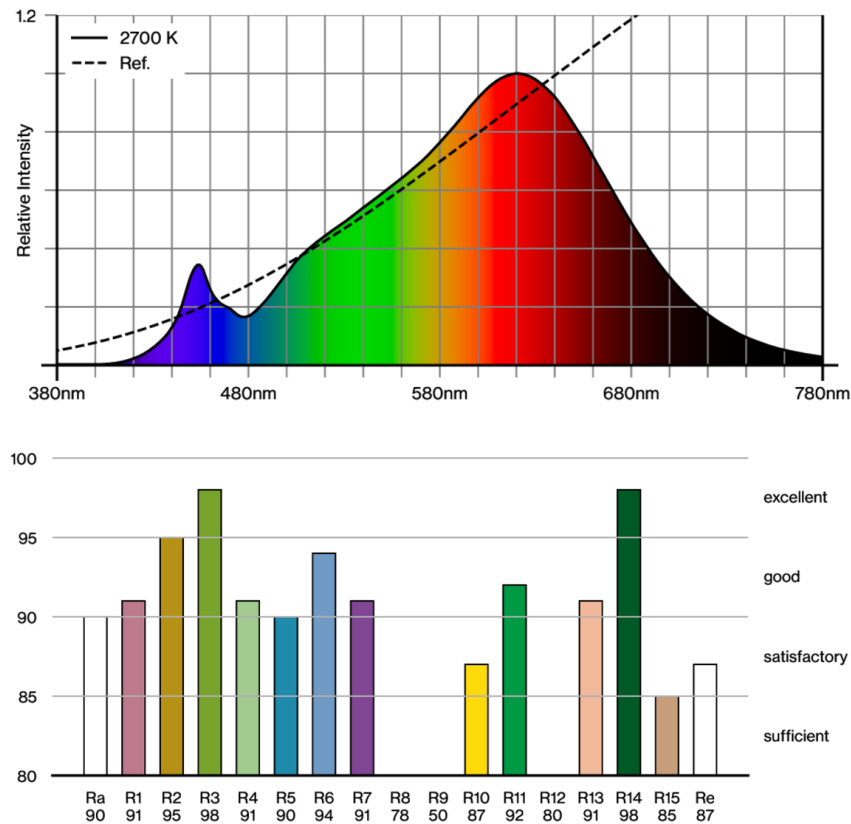 1.2
2700 K
Ref.
Relative Intensity
380nm 480nm 580nm 680nm 780nm
100
excellent
95
good
90
satisfactory
85
sufficient
80
Ra R1 R2 R3 R4 R5 R6 R7 R8 R9 R10 R11 R12 R13 R14 R15 Re
90 91 95 98 91 90 94 91 78 50 87 92 80 91 98 85 87